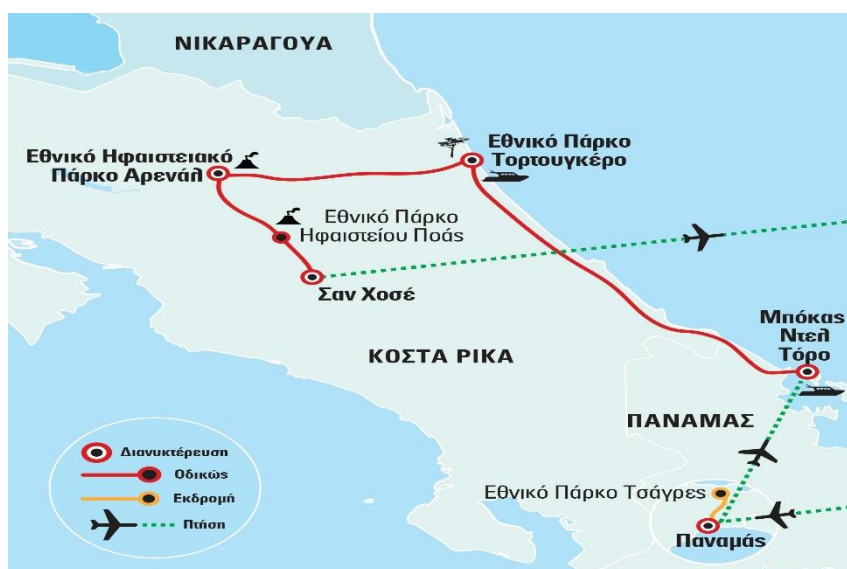 ΝΙΚΑΡΑΓΟΥΑ
Εθνικό Ηφαιστειακό
Πάρκο Αρενάλ
Εθνικό Πάρκο
Τορτουγκέρο
Εθνικό Πάρκο
Ηφαιστείου Ποάς
Σαν Χοσέ
ΚΟΣΤΑ ΡΙΚΑ
Μπόκας
Ντελ
Τόρο
ΠΑΝΑΜΑΣ
Εθνικό Πάρκο Τσάγρες
Παναμάς
Διανυκτέρευση
Οδικώς
Εκδρομή
Πτήση